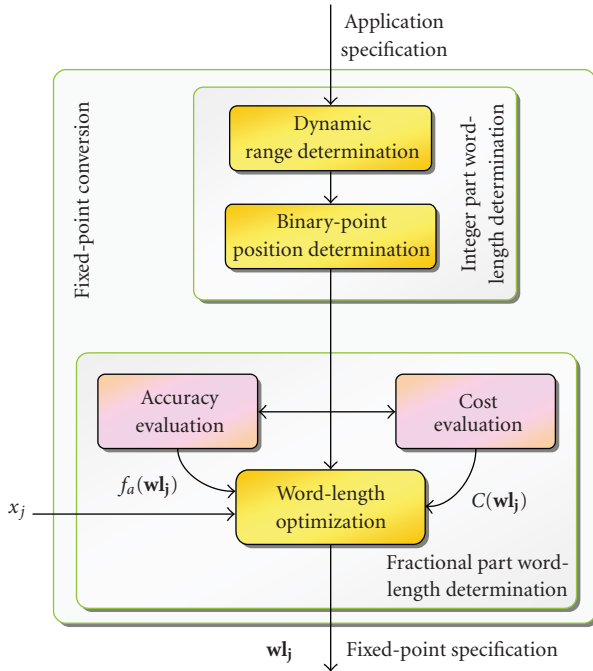 Application
specification
Fixed-point conversion
Dynamic
range determination
Integer part word-
length determination
Binary-point
position determination
Accuracy
evaluation
Cost
evaluation
f_a(wl_j)
C(wl_j)
x_j
Word-length
optimization
Fractional part word-
length determination
wl_j
Fixed-point specification